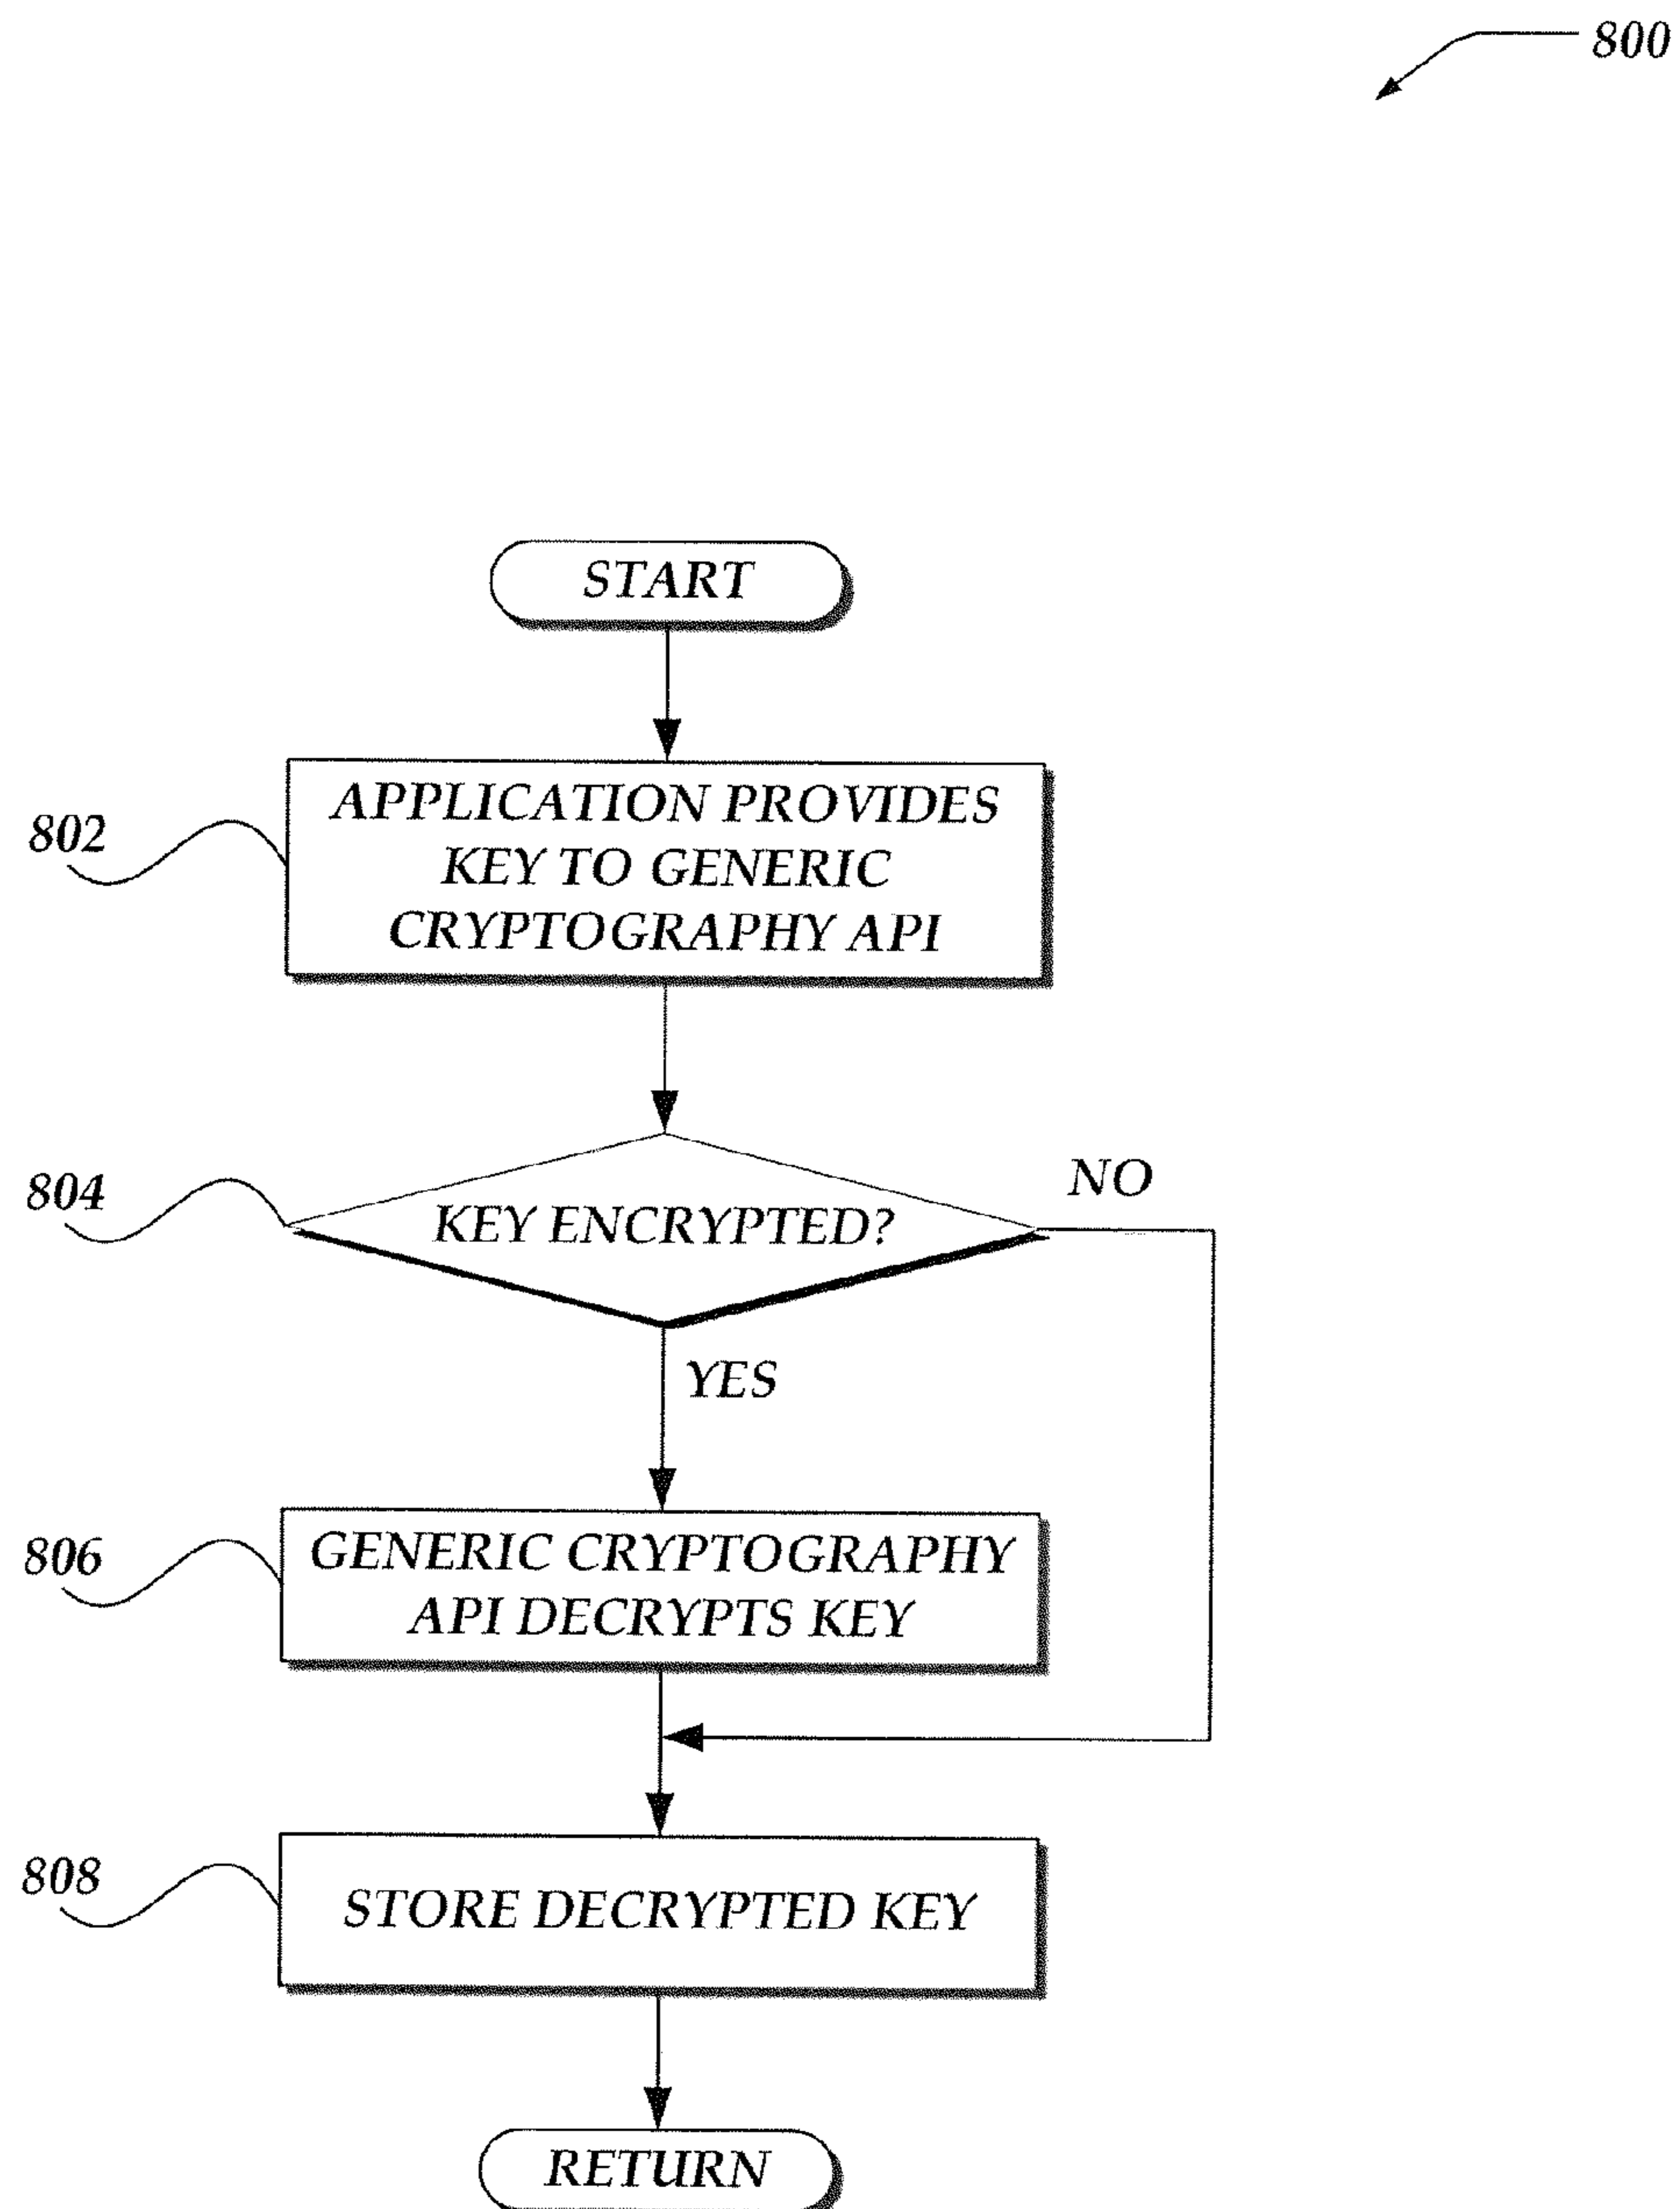 800
START
802
APPLICATION PROVIDES
KEY TO GENERIC
CRYPTOGRAPHY API
804
KEY ENCRYPTED?
NO
YES
806
GENERIC CRYPTOGRAPHY
API DECRYPTS KEY
808
STORE DECRYPTED KEY
RETURN